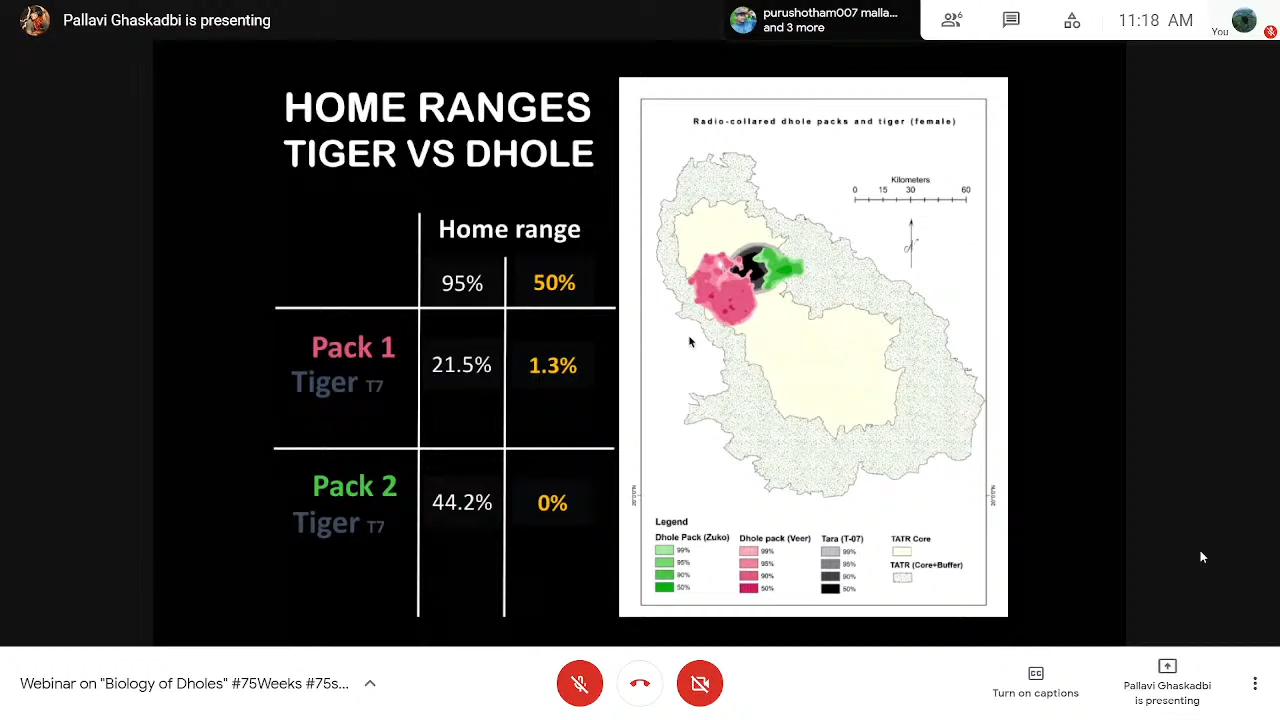 Pallavi Ghaskadbi is presenting
purushotham007 malla...
and 3 more
6
11:18 AM
You
HOME RANGES
TIGER VS DHOLE
Home range
95%
50%
Pack 1
Tiger T7
21.5%
1.3%
Pack 2
Tiger T7
44.2%
0%
Radio-collared dhole packs and tiger (female)
Kilometers
0 15 30 60
N
Legend
Dhole Pack (Zuko)
99%
95%
90%
50%
Dhole pack (Veer)
99%
95%
90%
50%
Tara (T-07)
99%
95%
90%
50%
TATR Core
TATR (Core+Buffer)
Webinar on "Biology of Dholes" #75Weeks #75s...
Turn on captions
Pallavi Ghaskadbi
is presenting